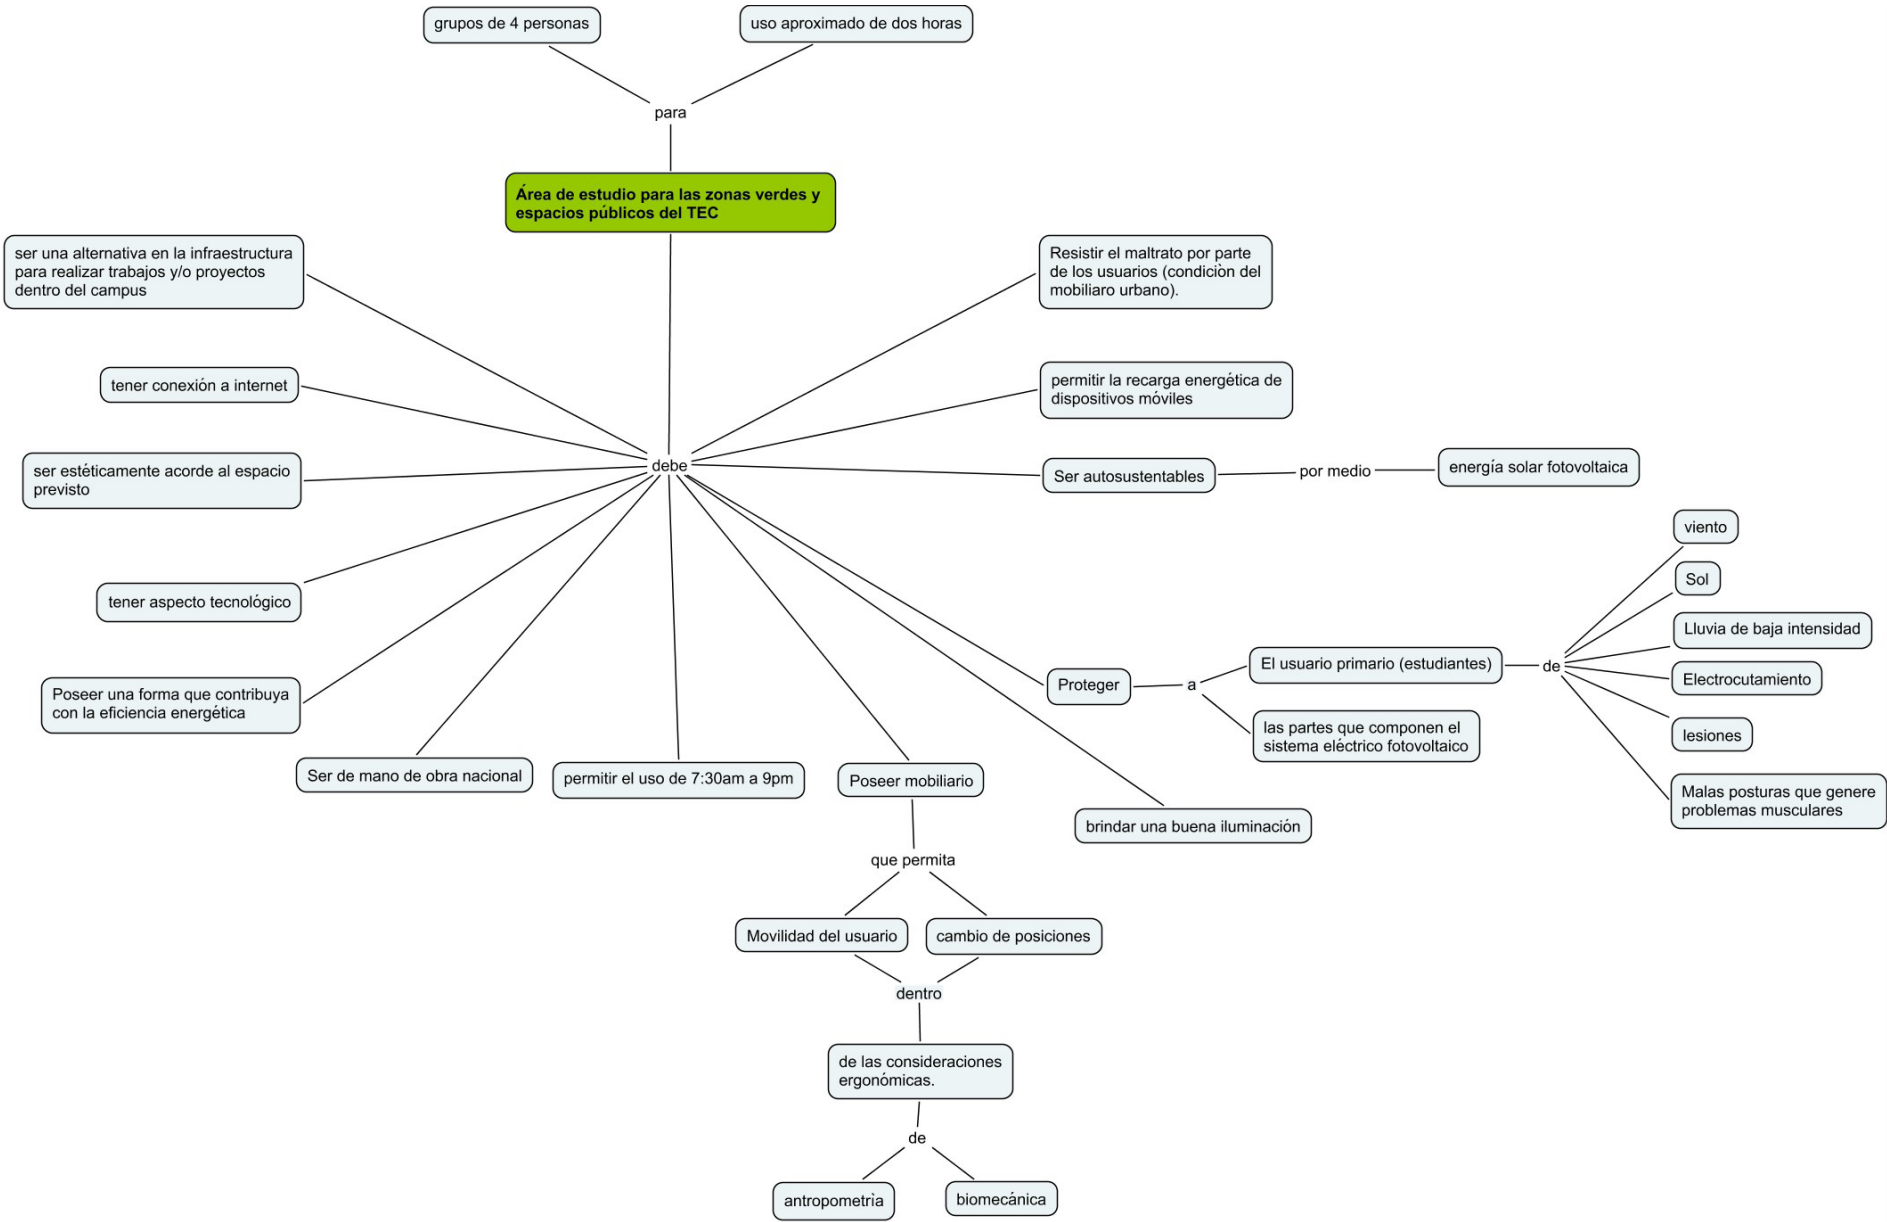 grupos de 4 personas
uso aproximado de dos horas
para
Área de estudio para las zonas verdes y
espacios públicos del TEC
ser una alternativa en la infraestructura
para realizar trabajos y/o proyectos
dentro del campus
Resistir el maltrato por parte
de los usuarios (condiciòn del
mobiliaro urbano).
tener conexión a internet
permitir la recarga energética de
dispositivos móviles
debe
ser estéticamente acorde al espacio
previsto
Ser autosustentables
por medio
energía solar fotovoltaica
viento
Sol
tener aspecto tecnológico
Lluvia de baja intensidad
El usuario primario (estudiantes)
de
Electrocutamiento
Proteger
a
Poseer una forma que contribuya
con la eficiencia energética
las partes que componen el
sistema eléctrico fotovoltaico
lesiones
Ser de mano de obra nacional
permitir el uso de 7:30am a 9pm
Poseer mobiliario
Malas posturas que genere
problemas musculares
brindar una buena iluminación
que permita
Movilidad del usuario
cambio de posiciones
dentro
de las consideraciones
ergonómicas.
de
antropometrìa
biomecánica